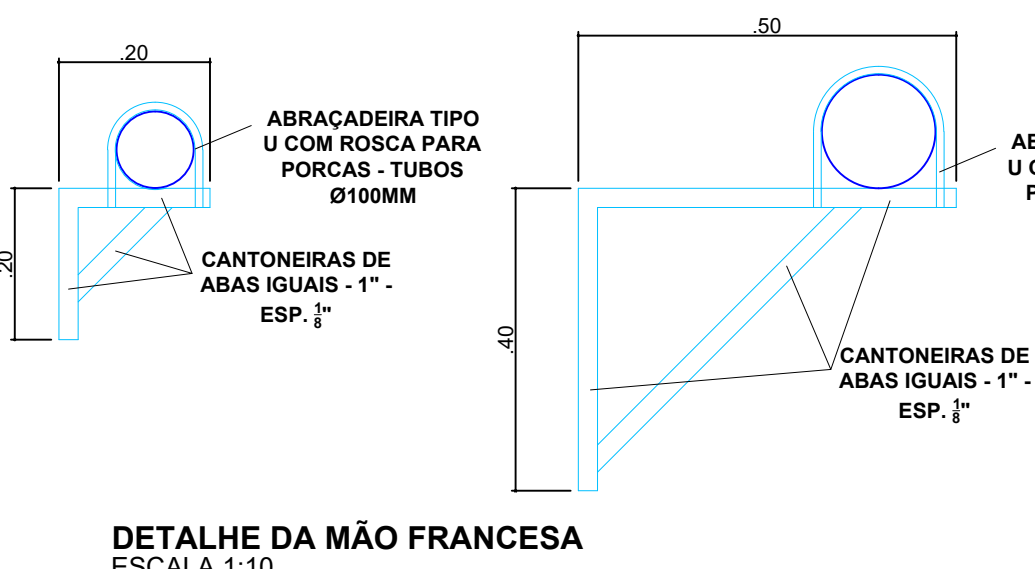 .20
ABRAÇADEIRA TIPO
U COM ROSCA PARA
PORCAS - TUBOS
Ø100MM
.20
CANTONEIRAS DE
ABAS IGUAIS - 1" -
ESP. 1/8"
.50
.40
CANTONEIRAS DE
ABAS IGUAIS - 1" -
ESP. 1/8"
DETALHE DA MÃO FRANCESA
ESCALA 1:10